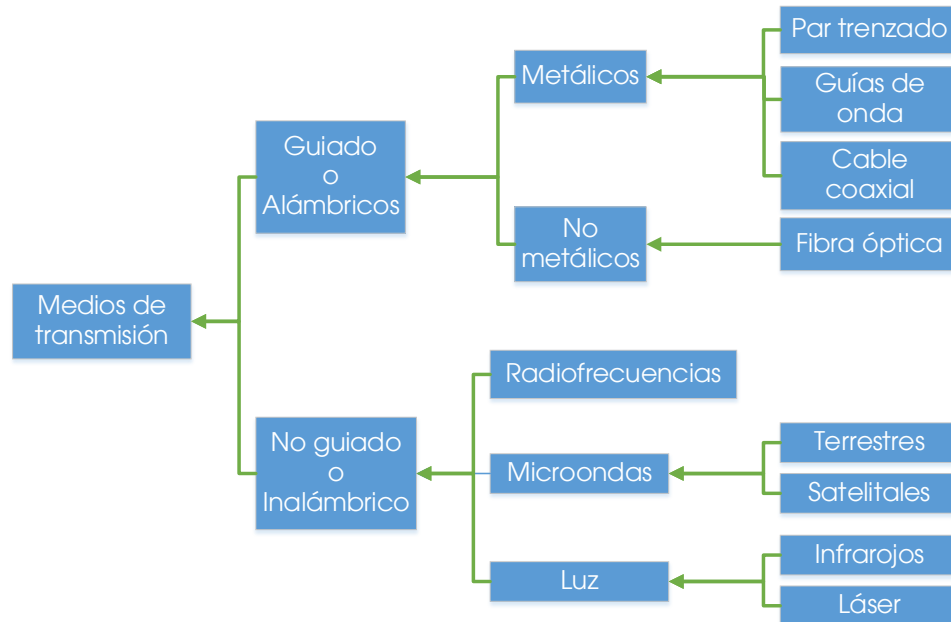 Medios de
transmisión
Guiado
o
Alámbricos
Metálicos
Par trenzado
Guías de
onda
Cable
coaxial
No
metálicos
Fibra óptica
No guiado
o
Inalámbrico
Radiofrecuencias
Microondas
Terrestres
Satelitales
Luz
Infrarojos
Láser